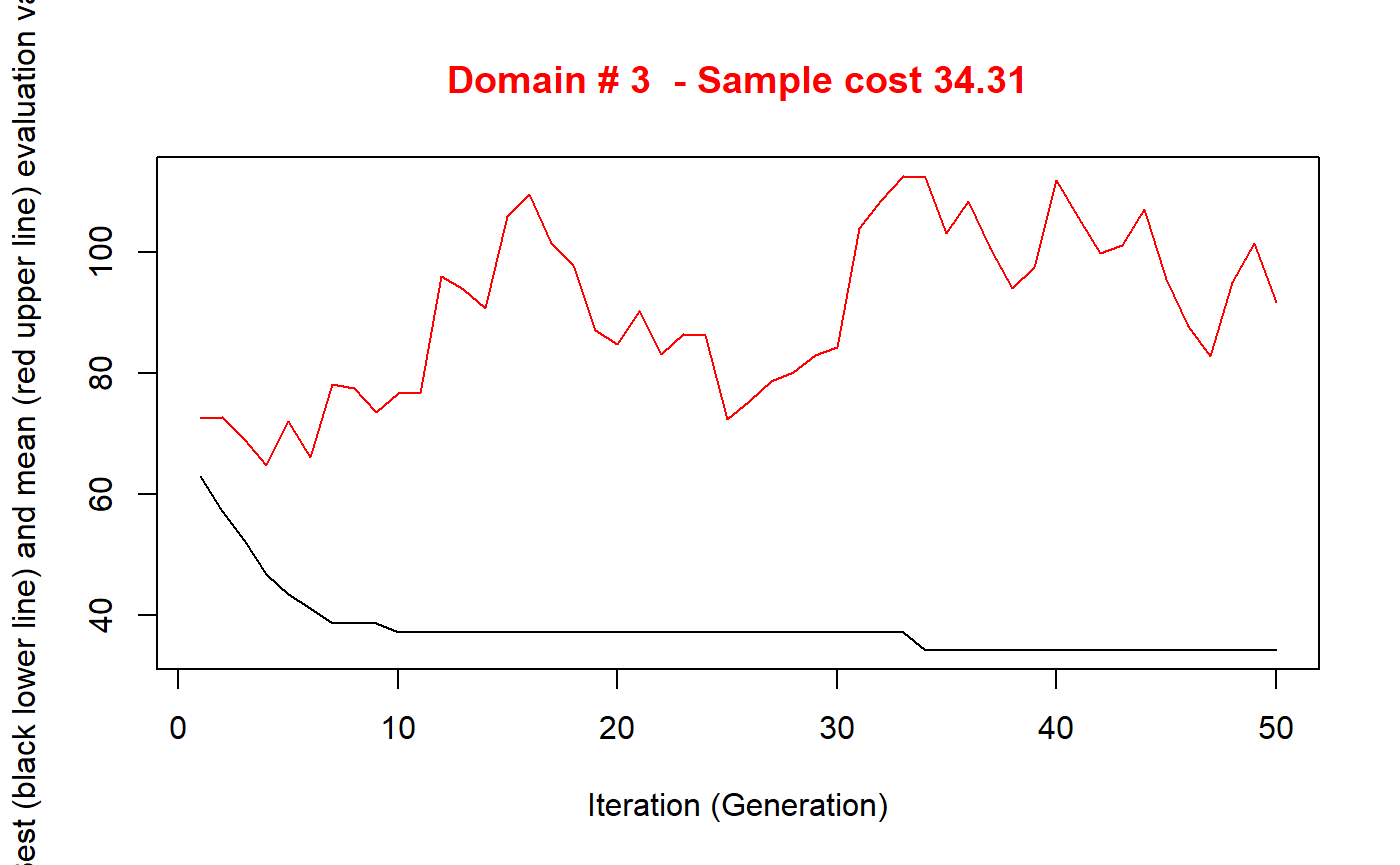 Domain # 3  - Sample cost 34.31
(black lower line) and mean (red upper line) evaluation
100
80
60
40
0 10 20 30 40 50
Iteration (Generation)